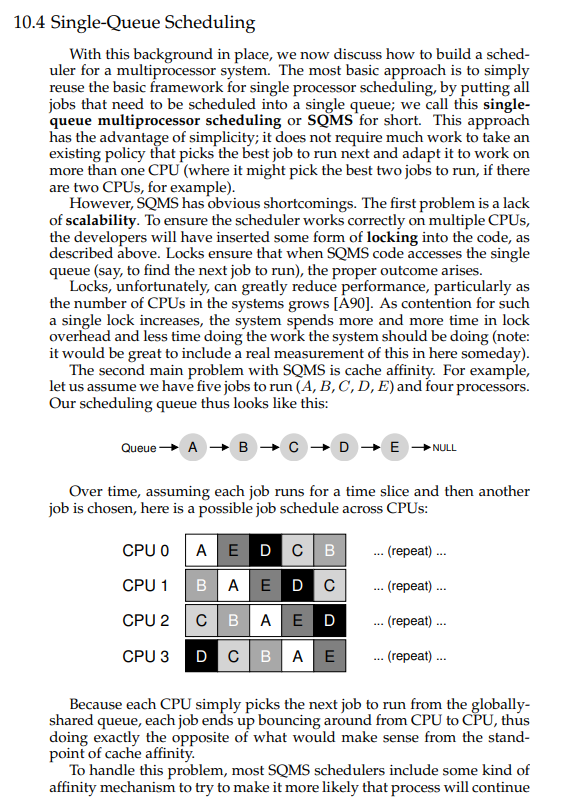 10.4 Single-Queue Scheduling
With this background in place, we now discuss how to build a sched-
uler for a multiprocessor system. The most basic approach is to simply
reuse the basic framework for single processor scheduling, by putting all
jobs that need to be scheduled into a single queue; we call this single-
queue multiprocessor scheduling or SQMS for short. This approach
has the advantage of simplicity; it does not require much work to take an
existing policy that picks the best job to run next and adapt it to work on
more than one CPU (where it might pick the best two jobs to run, if there
are two CPUs, for example).
However, SQMS has obvious shortcomings. The first problem is a lack
of scalability. To ensure the scheduler works correctly on multiple CPUs,
the developers will have inserted some form of locking into the code, as
described above. Locks ensure that when SQMS code accesses the single
queue (say, to find the next job to run), the proper outcome arises.
Locks, unfortunately, can greatly reduce performance, particularly as
the number of CPUs in the systems grows [A90]. As contention for such
a single lock increases, the system spends more and more time in lock
overhead and less time doing the work the system should be doing (note:
it would be great to include a real measurement of this in here someday).
The second main problem with SQMS is cache affinity. For example,
let us assume we have five jobs to run (A, B, C, D, E) and four processors.
Our scheduling queue thus looks like this:
Queue A B C D E NULL
Over time, assuming each job runs for a time slice and then another
job is chosen, here is a possible job schedule across CPUs:
CPU 0 A E D C B ... (repeat) ...
CPU 1 B A E D C ... (repeat) ...
CPU 2 C B A E D ... (repeat) ...
CPU 3 D C B A E ... (repeat) ...
Because each CPU simply picks the next job to run from the globally-
shared queue, each job ends up bouncing around from CPU to CPU, thus
doing exactly the opposite of what would make sense from the stand-
point of cache affinity.
To handle this problem, most SQMS schedulers include some kind of
affinity mechanism to try to make it more likely that process will continue